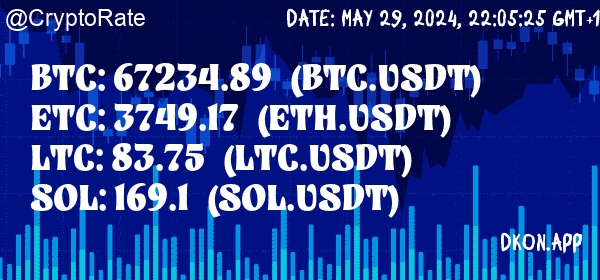 @CryptoRate
DATE: MAY 29, 2024, 22:05:25 GMT+1
BTC: 67234.89 (BTC.USDT)
ETC: 3749.17 (ETH.USDT)
LTC: 83.75 (LTC.USDT)
SOL: 169.1 (SOL.USDT)
DKON.APP